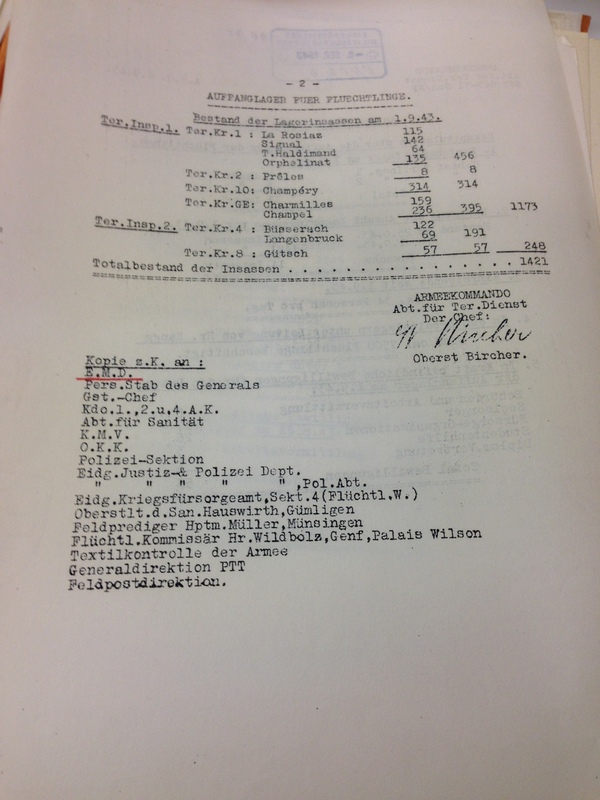 - 2 -
AUFFANGLAGER FUER FLUECHTLINGE.
Bestand der Lagerinsassen am 1.9.43.
Ter.Insp.1. Ter.Kr.1 : La Rosiaz 115
Signal 142
T.Haldimand 64
Orphelinat 135 456
Ter.Kr.2 : Prêles 8 8
Ter.Kr.10: Champéry 314 314
Ter.Kr.GE: Charmilles 159
Champel 236 395 1173
Ter.Insp.2. Ter.Kr.4 : Büsserach 122
Langenbruck 69 191
Ter.Kr.8 : Gütsch 57 57 248
Totalbestand der Insassen . . . . . . . . . . . . . . . . 1421
ARMEEKOMMANDO
Abt.für Ter.Dienst
Der Chef:
Bircher
Oberst Bircher.
Kopie z.K. an :
E.M.D.
Pers.Stab des Generals
Gst.-Chef
Kdo.1.,2.u.4.A.K.
Abt.für Sanität
K.M.V.
O.K.K.
Polizei-Sektion
Eidg.Justiz-& Polizei Dept.
" " " " ,Pol.Abt.
Eidg.Kriegsfürsorgeamt,Sekt.4(Flüchtl.W.)
Oberstlt.d.San.Hauswirth,Gümligen
Feldprediger Hptm.Müller,Münsingen
Flüchtl.Kommissär Hr.Wildbolz,Genf,Palais Wilson
Textilkontrolle der Armee
Generaldirektion PTT
Feldpostdirektion.